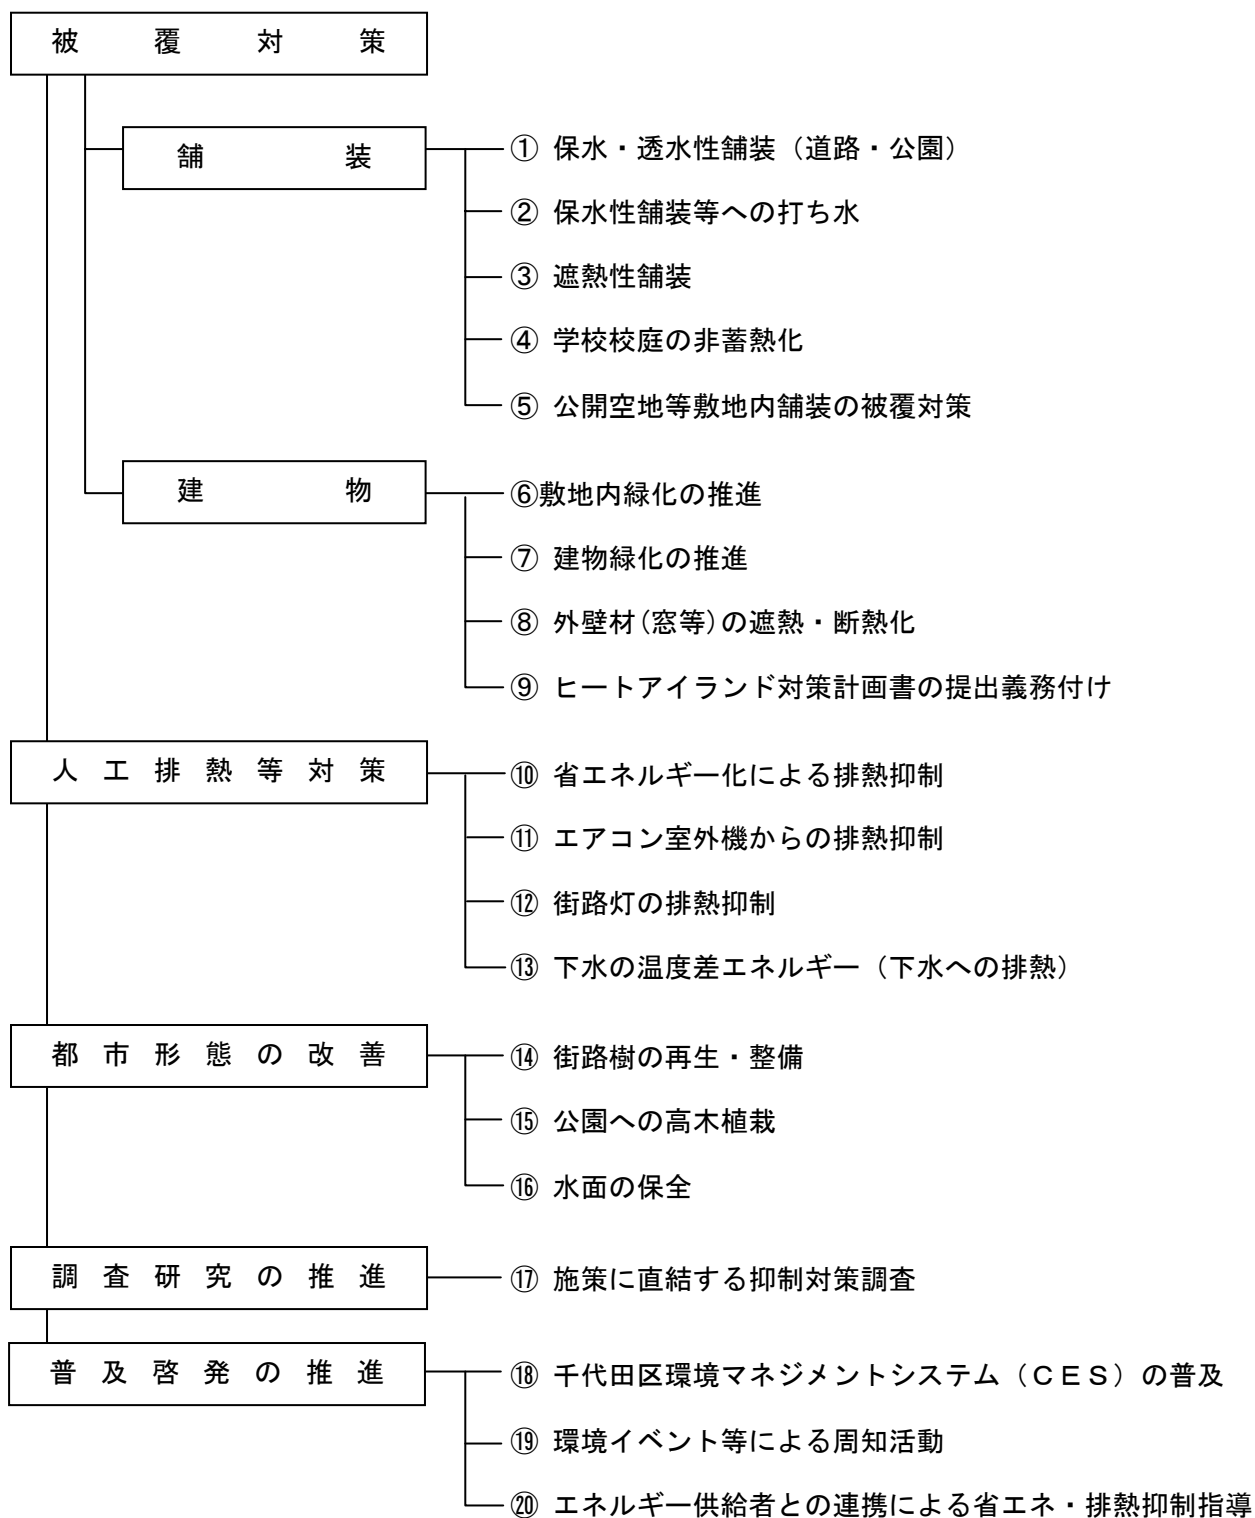 被覆対策
舗装
① 保水・透水性舗装（道路・公園）
② 保水性舗装等への打ち水
③ 遮熱性舗装
④ 学校校庭の非蓄熱化
⑤ 公開空地等敷地内舗装の被覆対策
建物
⑥敷地内緑化の推進
⑦ 建物緑化の推進
⑧ 外壁材(窓等)の遮熱・断熱化
⑨ ヒートアイランド対策計画書の提出義務付け
人工排熱等対策
⑩ 省エネルギー化による排熱抑制
⑪ エアコン室外機からの排熱抑制
⑫ 街路灯の排熱抑制
⑬ 下水の温度差エネルギー（下水への排熱）
都市形態の改善
⑭ 街路樹の再生・整備
⑮ 公園への高木植栽
⑯ 水面の保全
調査研究の推進
⑰ 施策に直結する抑制対策調査
普及啓発の推進
⑱ 千代田区環境マネジメントシステム（ＣＥＳ）の普及
⑲ 環境イベント等による周知活動
⑳ エネルギー供給者との連携による省エネ・排熱抑制指導